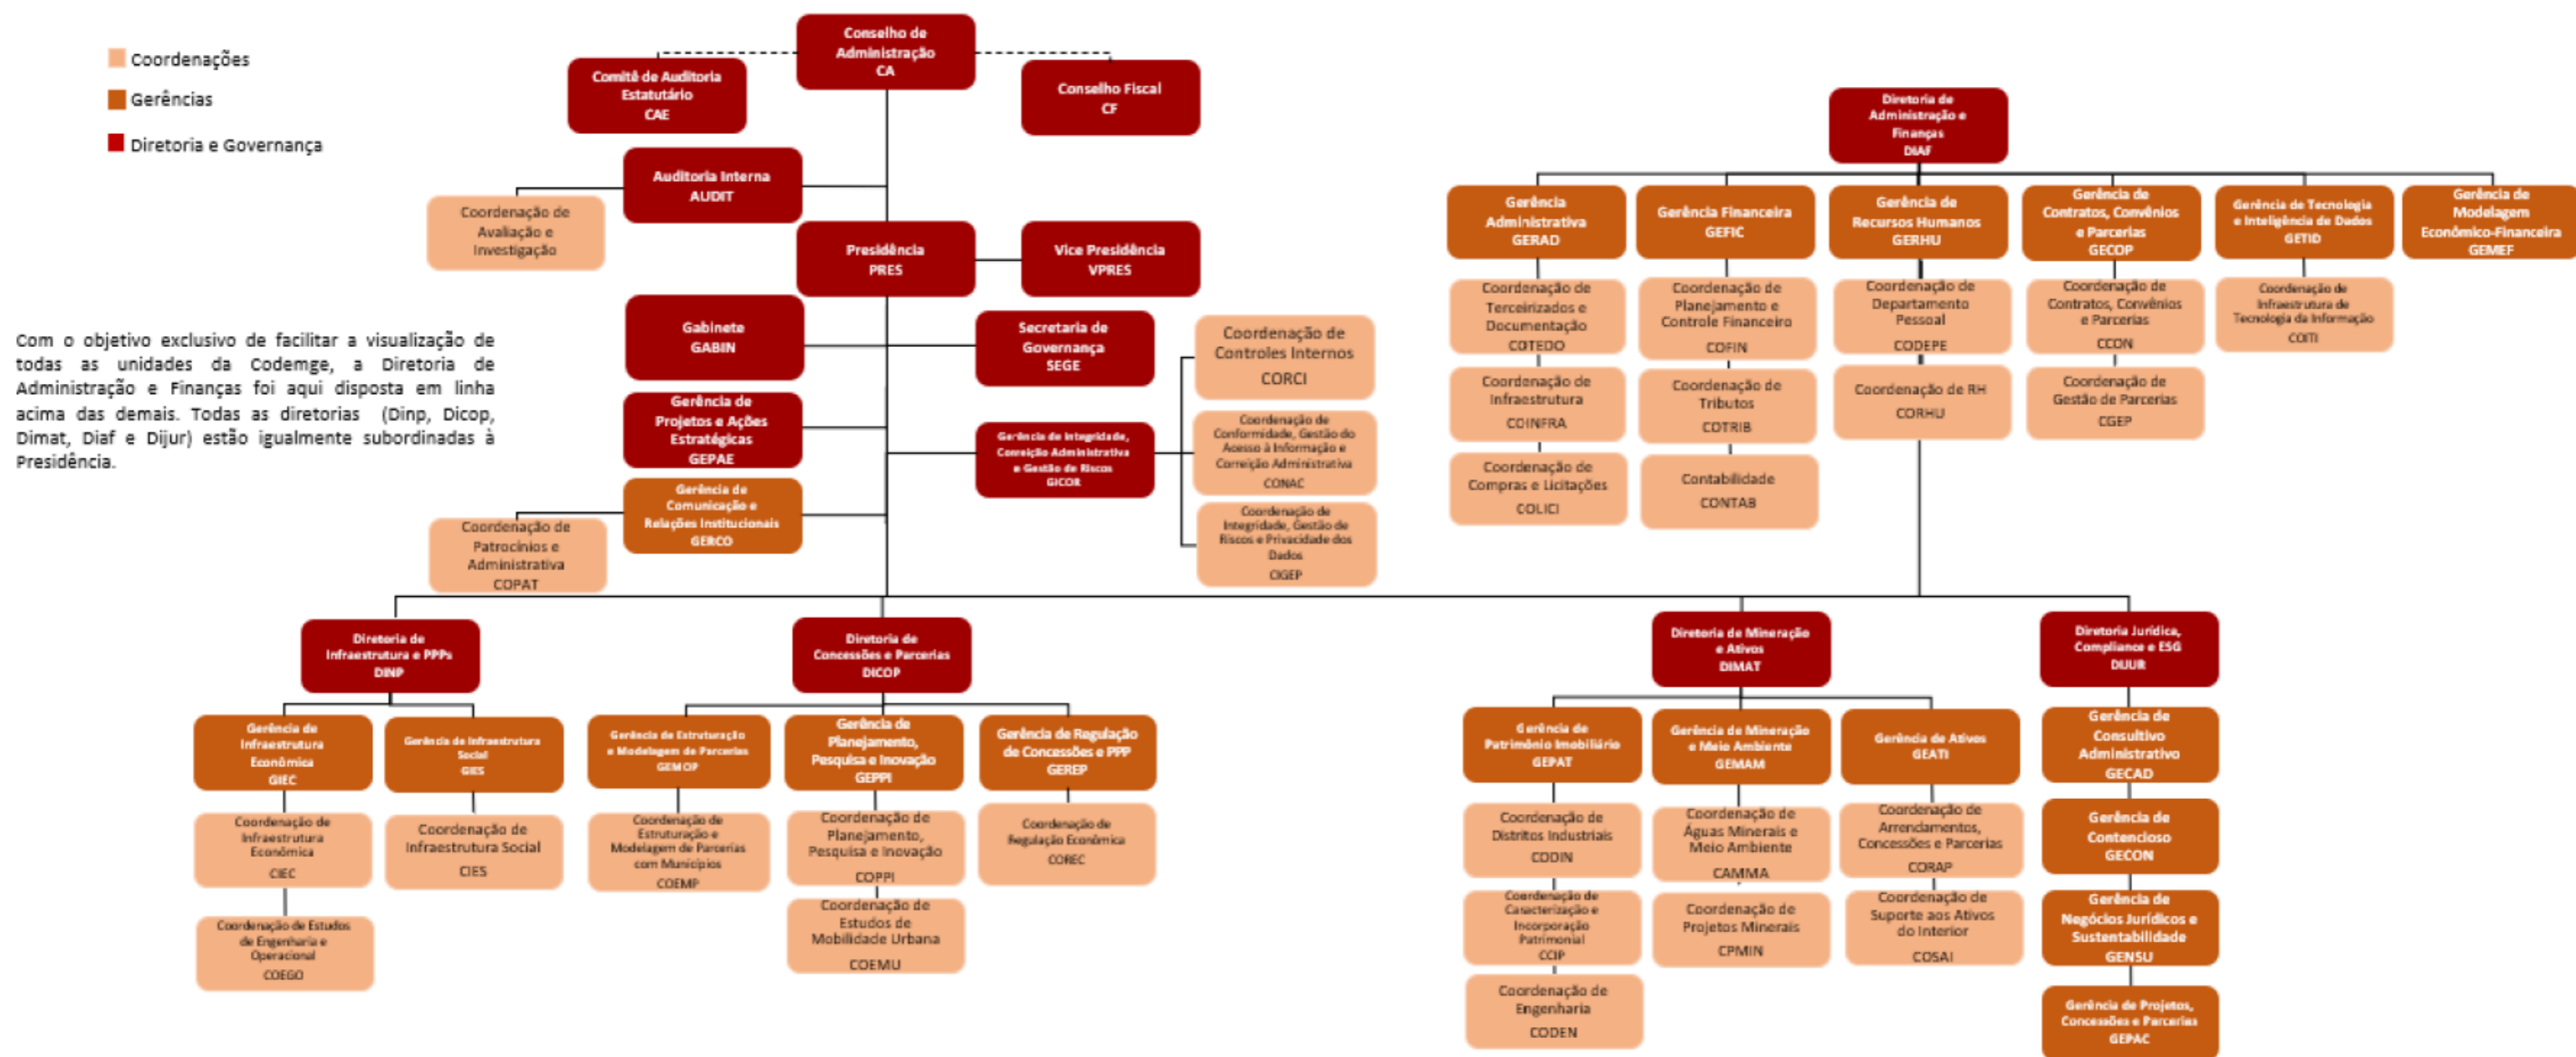 Coordenações
Gerências
Diretoria e Governança
Conselho de
Administração
CA
Comitê de Auditoria
Estatutário
CAE
Conselho Fiscal
CF
Auditoria Interna
AUDIT
Coordenação de
Avaliação e
Investigação
Presidência
PRES
Vice Presidência
VPRES
Com o objetivo exclusivo de facilitar a visualização de
todas as unidades da Codemge, a Diretoria de
Administração e Finanças foi aqui disposta em linha
acima das demais. Todas as diretorias (Dinp, Dicop,
Dimat, Diaf e Dijur) estão igualmente subordinadas à
Presidência.
Gabinete
GABIN
Secretaria de
Governança
SEGE
Gerência de
Projetos e Ações
Estratégicas
GEPAE
Gerência de Integridade,
Correição Administrativa
e Gestão de Riscos
GICOR
Coordenação de
Controles Internos
CORCI
Coordenação de
Conformidade, Gestão do
Acesso à Informação e
Correição Administrativa
CONAC
Coordenação de
Integridade, Gestão de
Riscos e Privacidade dos
Dados
CIGEP
Gerência de
Comunicação e
Relações Institucionais
GERCO
Coordenação de
Patrocínios e
Administrativa
COPAT
Diretoria de
Administração e
Finanças
DIAF
Gerência
Administrativa
GERAD
Coordenação de
Terceirizados e
Documentação
COTEDO
Coordenação de
Infraestrutura
COINFRA
Coordenação de
Compras e Licitações
COLICI
Gerência Financeira
GEFIC
Coordenação de
Planejamento e
Controle Financeiro
COFIN
Coordenação de
Tributos
COTRIB
Contabilidade
CONTAB
Gerência de
Recursos Humanos
GERHU
Coordenação de
Departamento
Pessoal
CODEPE
Coordenação de RH
CORHU
Gerência de
Contratos, Convênios
e Parcerias
GECOP
Coordenação de
Contratos, Convênios
e Parcerias
CCON
Coordenação de
Gestão de Parcerias
CGEP
Gerência de Tecnologia
e Inteligência de Dados
GETID
Coordenação de
Infraestrutura de
Tecnologia da Informação
COITI
Gerência de
Modelagem
Econômico-Financeira
GEMEF
Diretoria de
Infraestrutura e PPPs
DINP
Gerência de
Infraestrutura
Econômica
GIEC
Coordenação de
Infraestrutura
Econômica
CIEC
Coordenação de Estudos
de Engenharia e
Operacional
COEGO
Gerência de Infraestrutura
Social
GIES
Coordenação de
Infraestrutura Social
CIES
Diretoria de
Concessões e Parcerias
DICOP
Gerência de Estruturação
e Modelagem de Parcerias
GEMOP
Coordenação de
Estruturação e
Modelagem de Parcerias
com Municípios
COEMP
Gerência de
Planejamento,
Pesquisa e Inovação
GEPPI
Coordenação de
Planejamento,
Pesquisa e Inovação
COPPI
Coordenação de
Estudos de
Mobilidade Urbana
COEMU
Gerência de Regulação
de Concessões e PPP
GEREP
Coordenação de
Regulação Econômica
COREC
Diretoria de Mineração
e Ativos
DIMAT
Gerência de
Patrimônio Imobiliário
GEPAT
Coordenação de
Distritos Industriais
CODIN
Coordenação de
Caracterização e
Incorporação
Patrimonial
CCIP
Coordenação de
Engenharia
CODEN
Gerência de Mineração
e Meio Ambiente
GEMAM
Coordenação de
Águas Minerais e
Meio Ambiente
CAMMA
Coordenação de
Projetos Minerais
CPMIN
Gerência de Ativos
GEATI
Coordenação de
Arrendamentos,
Concessões e Parcerias
CORAP
Coordenação de
Suporte aos Ativos
do Interior
COSAI
Diretoria Jurídica,
Compliance e ESG
DIJUR
Gerência de
Consultivo
Administrativo
GECAD
Gerência de
Contencioso
GECON
Gerência de
Negócios Jurídicos e
Sustentabilidade
GENSU
Gerência de Projetos,
Concessões e Parcerias
GEPAC